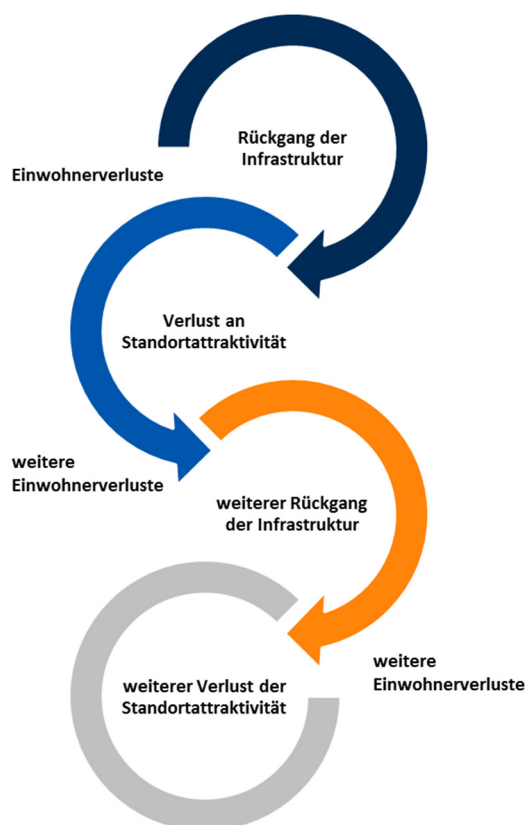 Rückgang der
Infrastruktur
Einwohnerverluste
Verlust an
Standortattraktivität
weitere
Einwohnerverluste
weiterer Rückgang
der Infrastruktur
weitere
Einwohnerverluste
weiterer Verlust der
Standortattraktivität